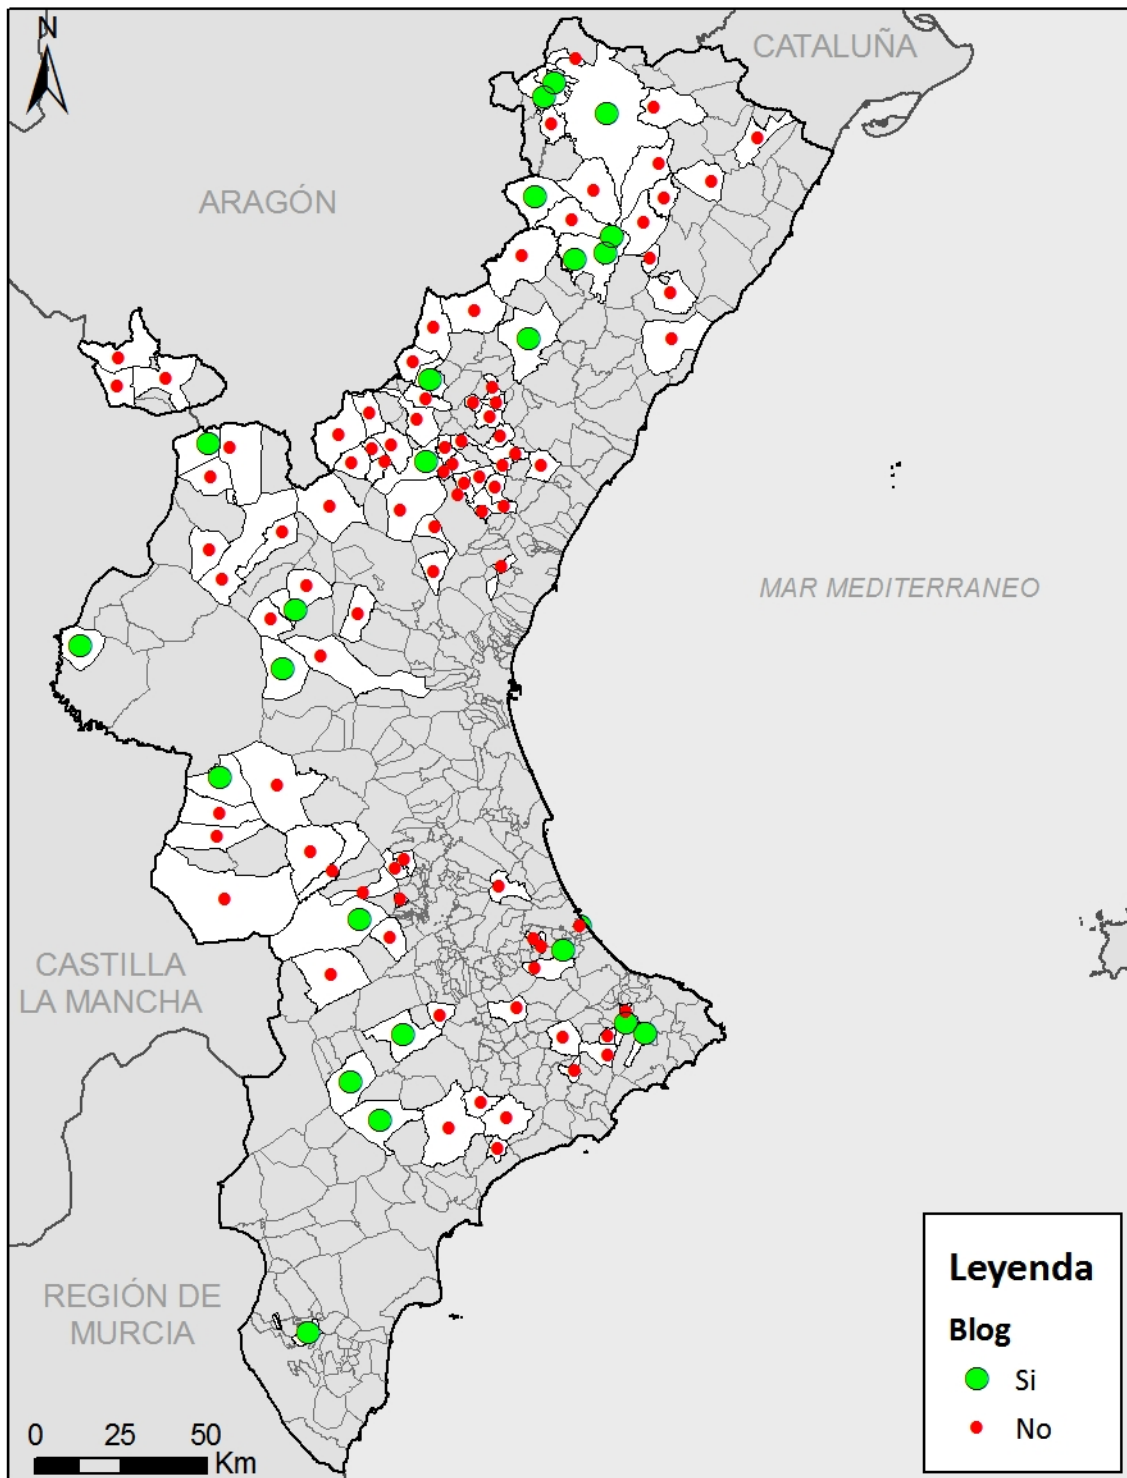 N
CATALUÑA
ARAGÓN
MAR MEDITERRANEO
CASTILLA
LA MANCHA
REGIÓN DE
MURCIA
Leyenda
Blog
Si
No
0 25 50
Km